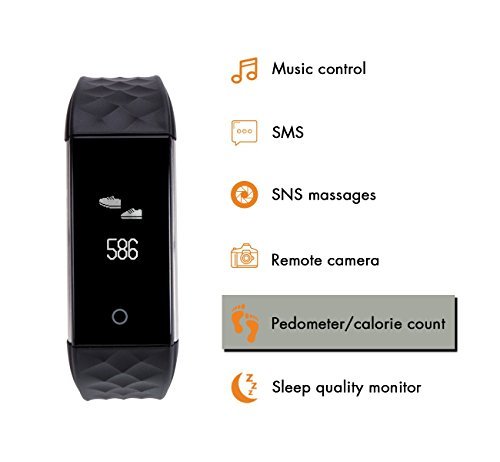 Music control
SMS
SNS massages
Remote camera
586
Pedometer/calorie count
Sleep quality monitor